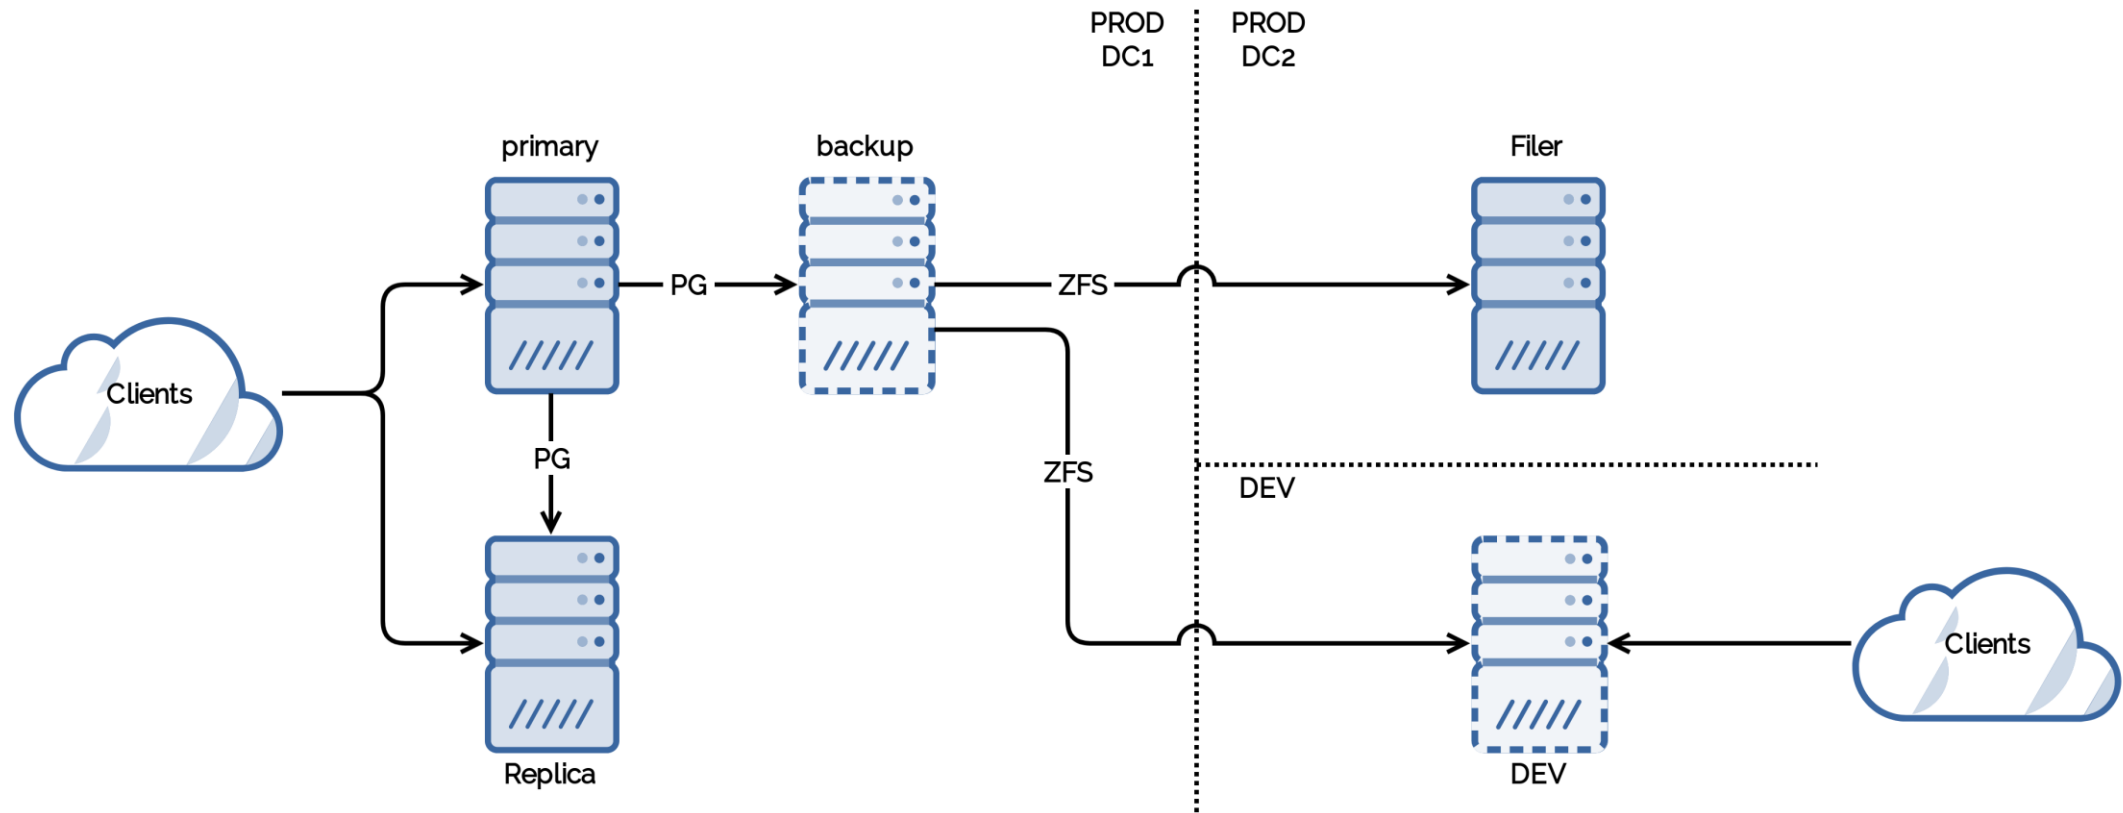 PROD
DC1
PROD
DC2
primary
backup
Filer
PG
ZFS
Clients
PG
ZFS
DEV
Clients
Replica
DEV